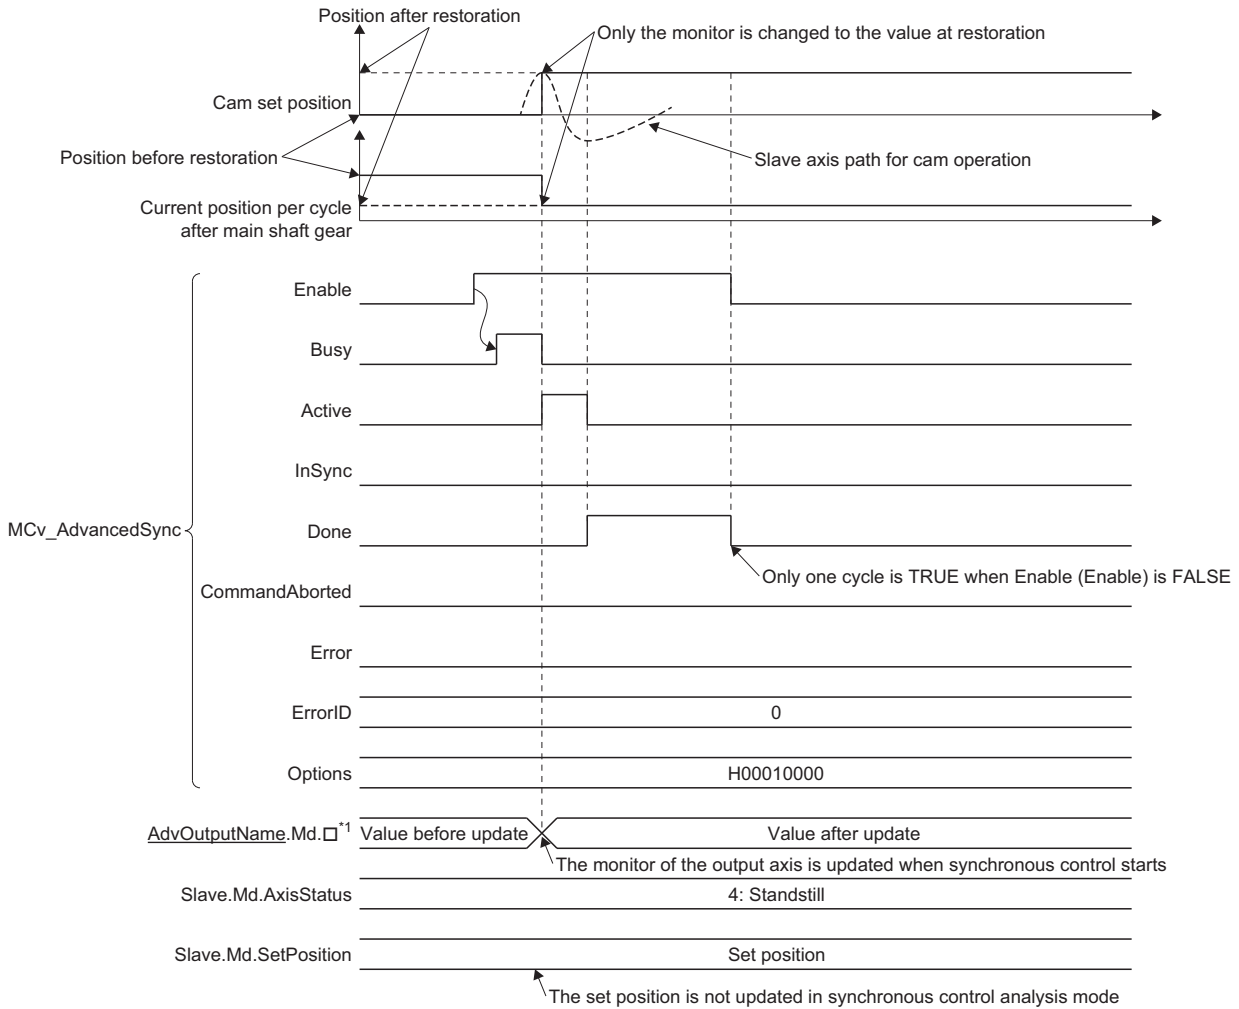 Position after restoration
Only the monitor is changed to the value at restoration
Cam set position
Position before restoration
Slave axis path for cam operation
Current position per cycle
after main shaft gear
Enable
Busy
Active
InSync
MCv_AdvancedSync
Done
Only one cycle is TRUE when Enable (Enable) is FALSE
CommandAborted
Error
ErrorID
0
Options
H00010000
AdvOutputName.Md.□*1
Value before update
Value after update
The monitor of the output axis is updated when synchronous control starts
Slave.Md.AxisStatus
4: Standstill
Slave.Md.SetPosition
Set position
The set position is not updated in synchronous control analysis mode